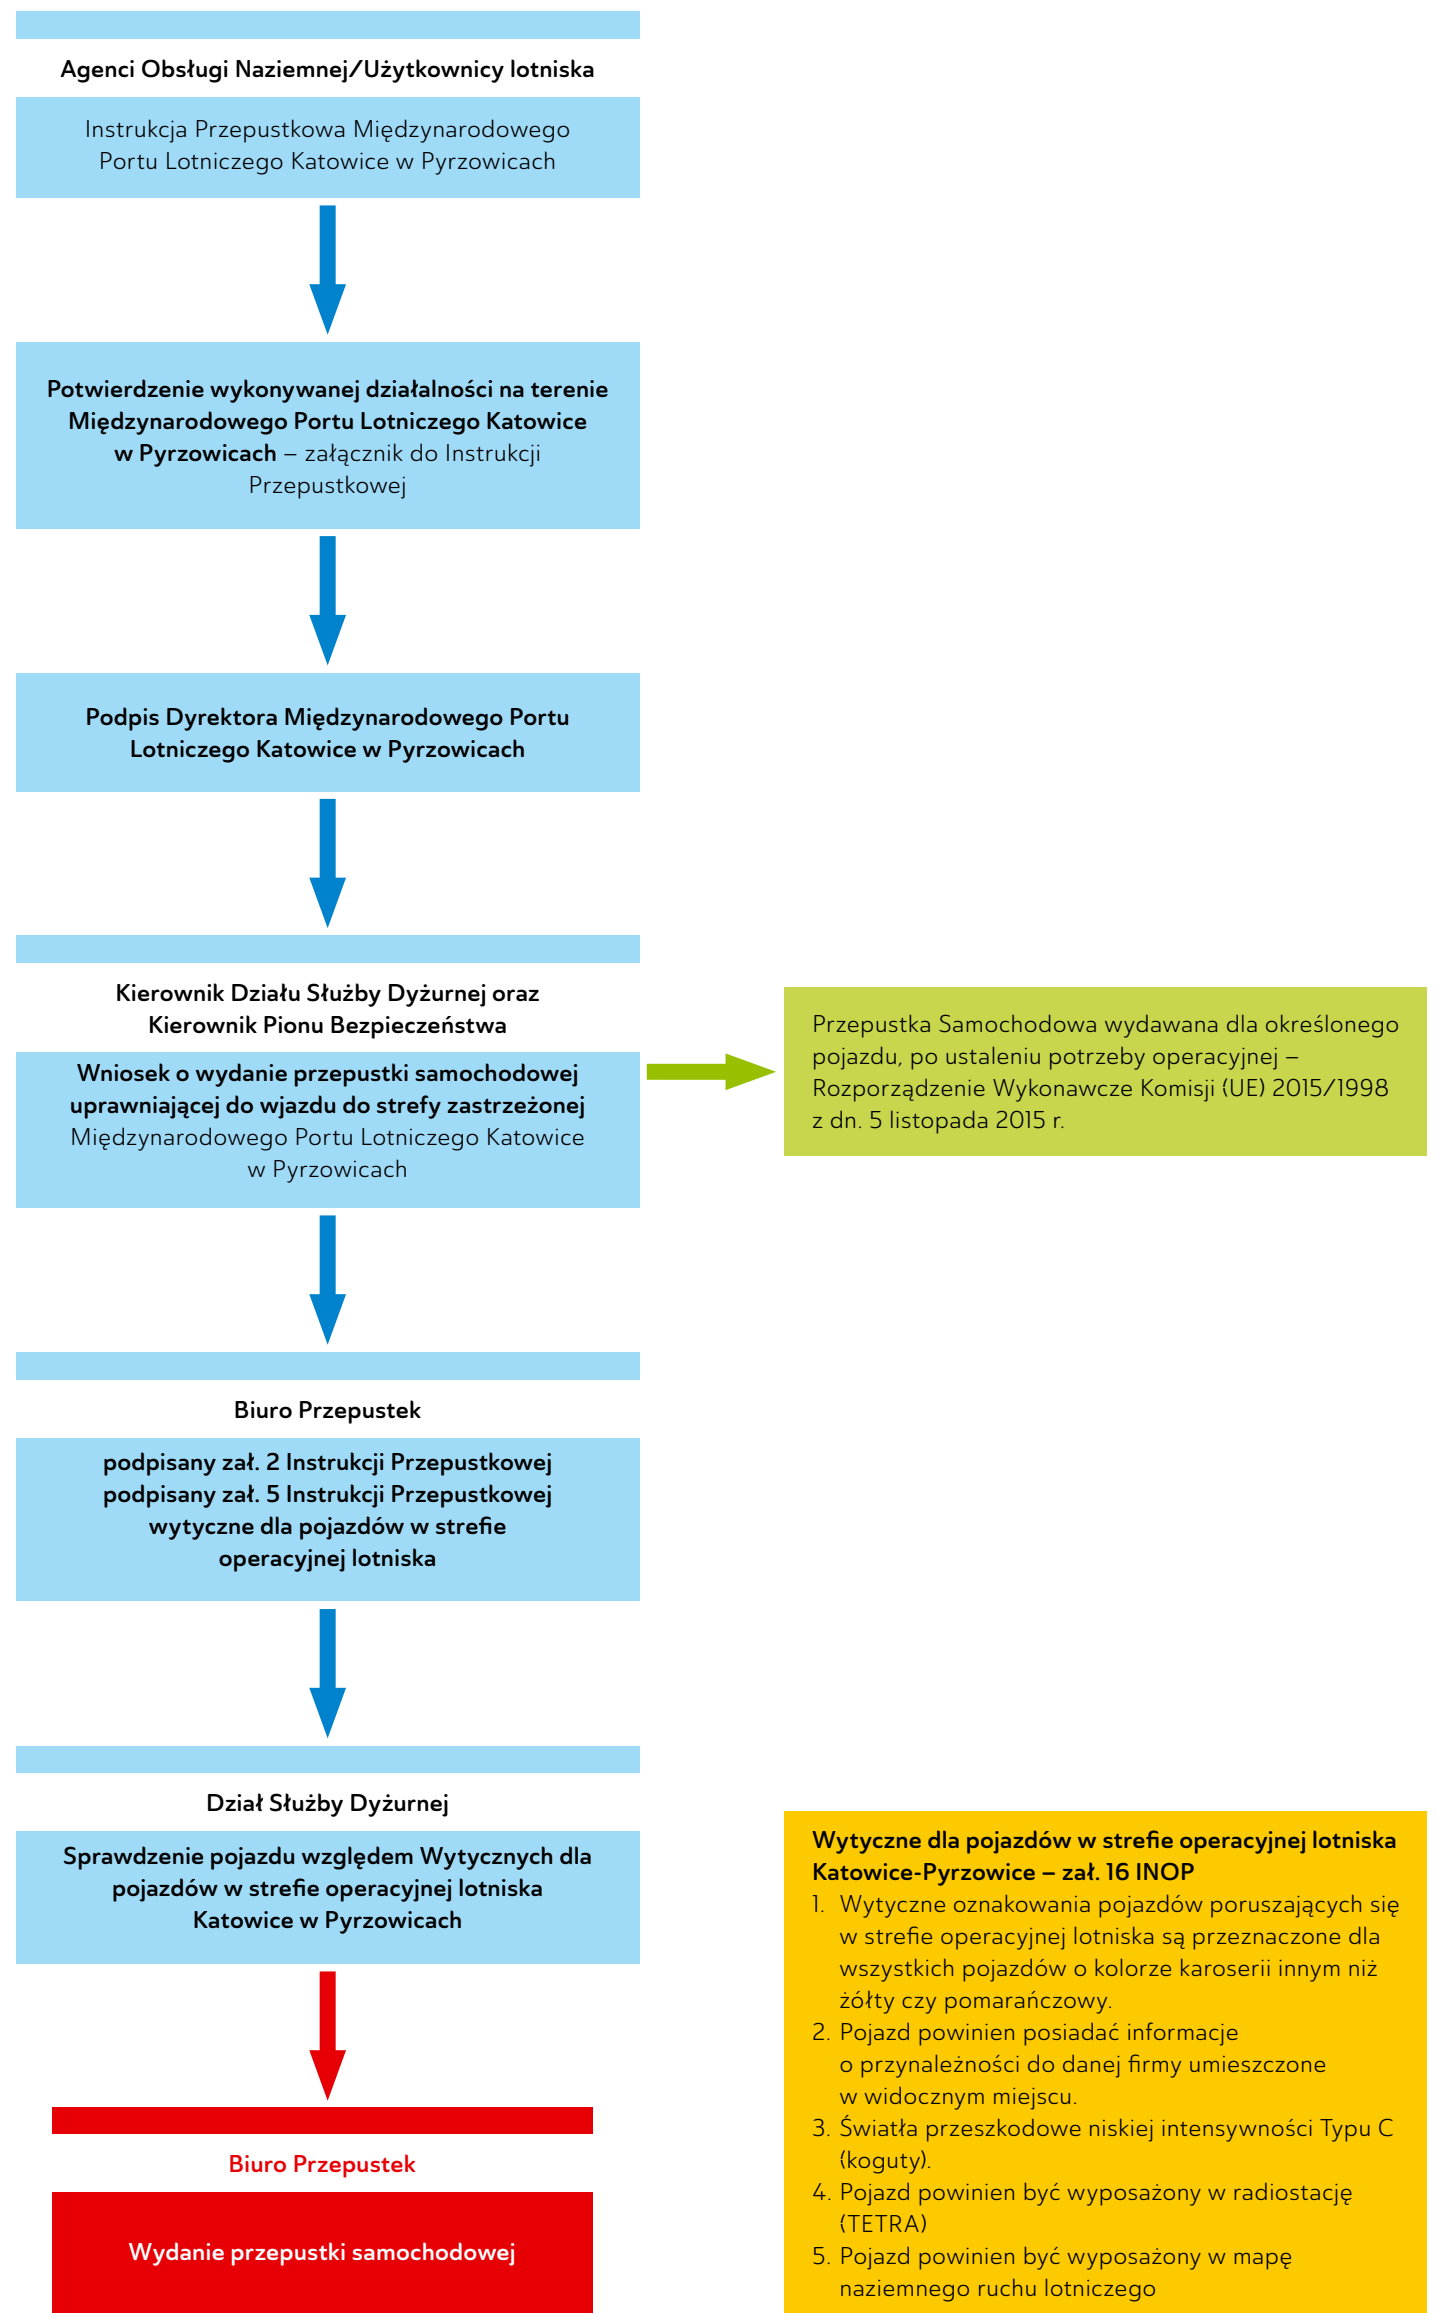 Agenci Obsługi Naziemnej/Użytkownicy lotniska
Instrukcja Przepustkowa Międzynarodowego
Portu Lotniczego Katowice w Pyrzowicach
Potwierdzenie wykonywanej działalności na terenie
Międzynarodowego Portu Lotniczego Katowice
w Pyrzowicach – załącznik do Instrukcji
Przepustkowej
Podpis Dyrektora Międzynarodowego Portu
Lotniczego Katowice w Pyrzowicach
Kierownik Działu Służby Dyżurnej oraz
Kierownik Pionu Bezpieczeństwa
Wniosek o wydanie przepustki samochodowej
uprawniającej do wjazdu do strefy zastrzeżonej
Międzynarodowego Portu Lotniczego Katowice
w Pyrzowicach
Przepustka Samochodowa wydawana dla określonego
pojazdu, po ustaleniu potrzeby operacyjnej –
Rozporządzenie Wykonawcze Komisji (UE) 2015/1998
z dn. 5 listopada 2015 r.
Biuro Przepustek
podpisany zał. 2 Instrukcji Przepustkowej
podpisany zał. 5 Instrukcji Przepustkowej
wytyczne dla pojazdów w strefie
operacyjnej lotniska
Dział Służby Dyżurnej
Sprawdzenie pojazdu względem Wytycznych dla
pojazdów w strefie operacyjnej lotniska
Katowice w Pyrzowicach
Biuro Przepustek
Wydanie przepustki samochodowej
Wytyczne dla pojazdów w strefie operacyjnej lotniska
Katowice-Pyrzowice – zał. 16 INOP
1. Wytyczne oznakowania pojazdów poruszających się
w strefie operacyjnej lotniska są przeznaczone dla
wszystkich pojazdów o kolorze karoserii innym niż
żółty czy pomarańczowy.
2. Pojazd powinien posiadać informacje
o przynależności do danej firmy umieszczone
w widocznym miejscu.
3. Światła przeszkodowe niskiej intensywności Typu C
(koguty).
4. Pojazd powinien być wyposażony w radiostację
(TETRA)
5. Pojazd powinien być wyposażony w mapę
naziemnego ruchu lotniczego